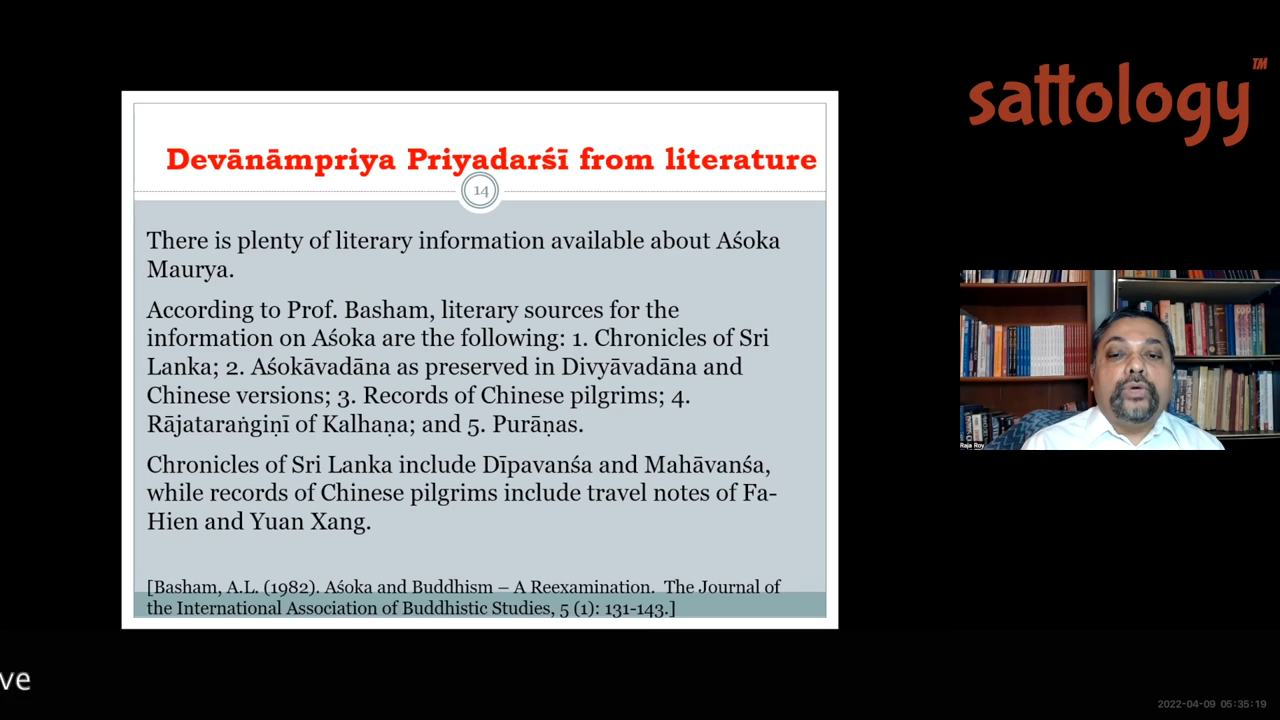 sattology™
Devānāmpriya Priyadarśī from literature
14
There is plenty of literary information available about Aśoka
Maurya.
According to Prof. Basham, literary sources for the
information on Aśoka are the following: 1. Chronicles of Sri
Lanka; 2. Aśokāvadāna as preserved in Divyāvadāna and
Chinese versions; 3. Records of Chinese pilgrims; 4.
Rājataraṅgiṇī of Kalhaṇa; and 5. Purāṇas.
Chronicles of Sri Lanka include Dīpavanśa and Mahāvanśa,
while records of Chinese pilgrims include travel notes of Fa-
Hien and Yuan Xang.
[Basham, A.L. (1982). Aśoka and Buddhism – A Reexamination. The Journal of
the International Association of Buddhistic Studies, 5 (1): 131-143.]
Raja Roy
ve
2022-04-09 05:35:19